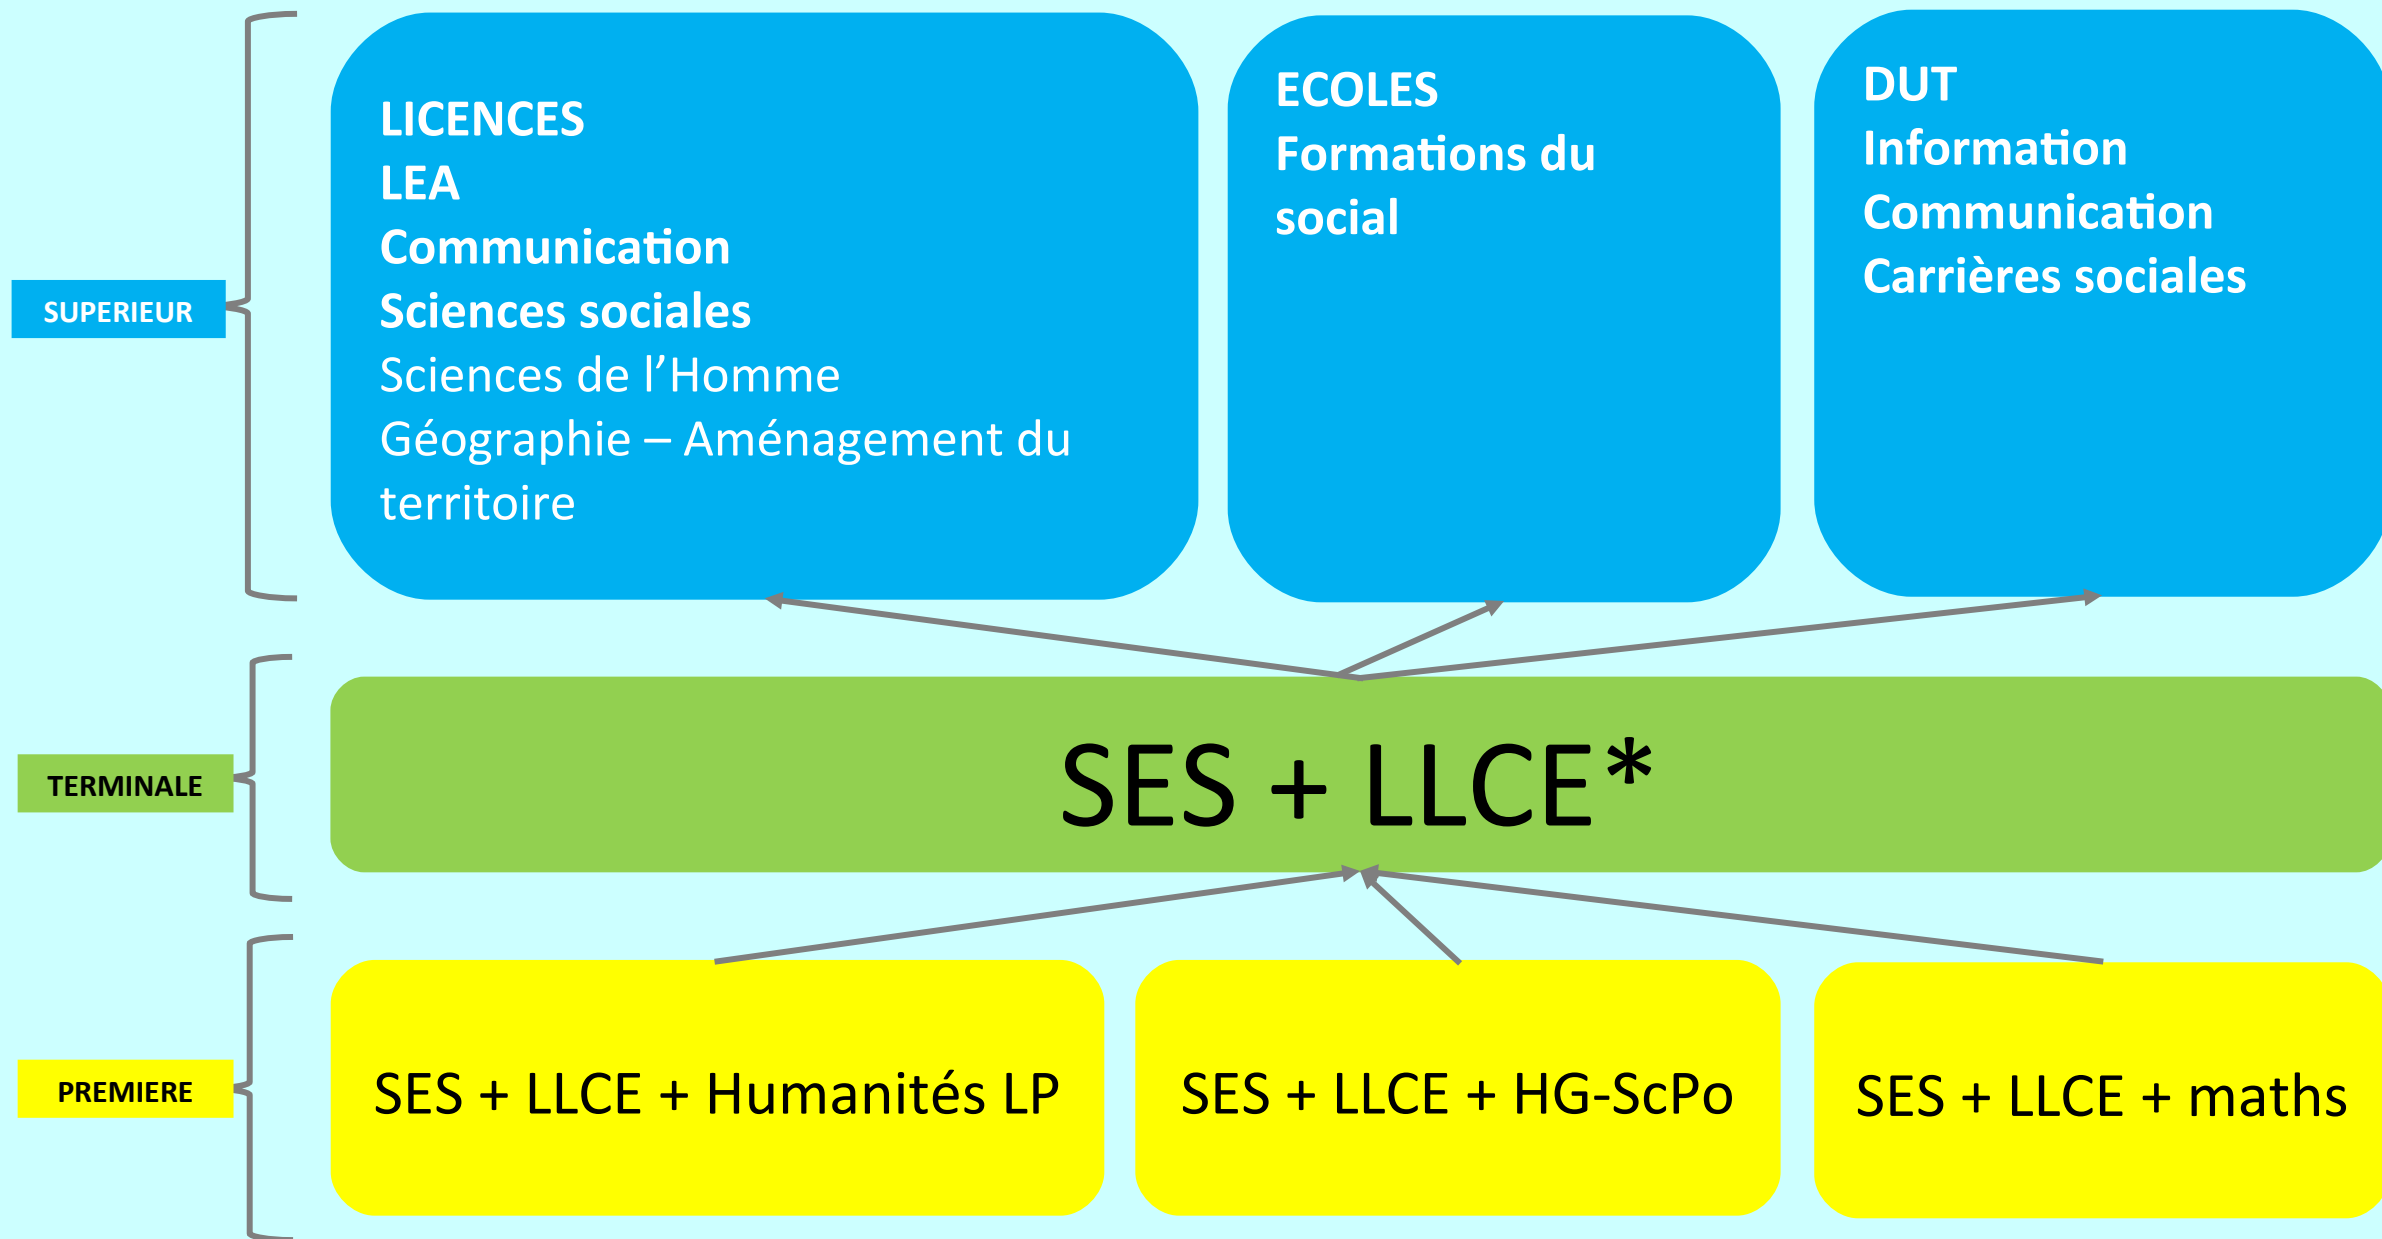 LICENCES
LEA
Communication
Sciences sociales
Sciences de l’Homme
Géographie – Aménagement du
territoire
ECOLES
Formations du
social
DUT
Information
Communication
Carrières sociales
SUPERIEUR
SES + LLCE*
TERMINALE
PREMIERE
SES + LLCE + Humanités LP
SES + LLCE + HG-ScPo
SES + LLCE + maths